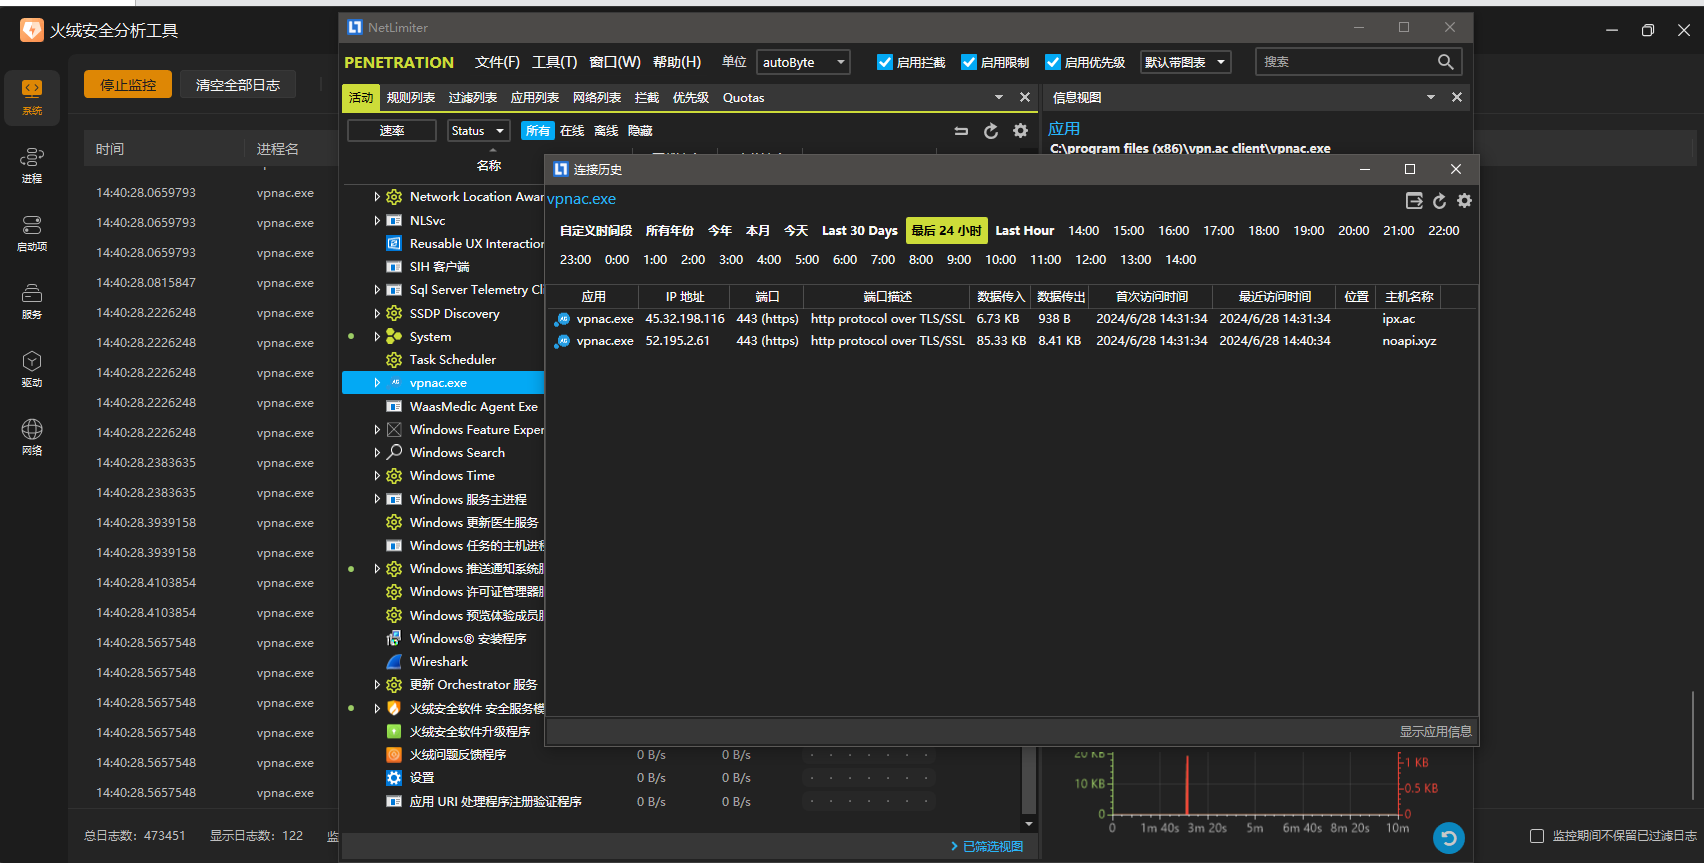 火绒安全分析工具
停止监控 清空全部日志
系统
进程
启动项
服务
驱动
网络
时间 进程名
14:40:28.0659793 vpnac.exe
14:40:28.0659793 vpnac.exe
14:40:28.0659793 vpnac.exe
14:40:28.0815847 vpnac.exe
14:40:28.2226248 vpnac.exe
14:40:28.2226248 vpnac.exe
14:40:28.2226248 vpnac.exe
14:40:28.2226248 vpnac.exe
14:40:28.2226248 vpnac.exe
14:40:28.2383635 vpnac.exe
14:40:28.2383635 vpnac.exe
14:40:28.3939158 vpnac.exe
14:40:28.3939158 vpnac.exe
14:40:28.4103854 vpnac.exe
14:40:28.4103854 vpnac.exe
14:40:28.5657548 vpnac.exe
14:40:28.5657548 vpnac.exe
14:40:28.5657548 vpnac.exe
14:40:28.5657548 vpnac.exe
14:40:28.5657548 vpnac.exe
14:40:28.5657548 vpnac.exe
总日志数: 473451 显示日志数: 122 监
监控期间不保留已过滤日志
NetLimiter
PENETRATION 文件(F) 工具(T) 窗口(W) 帮助(H) 单位 autoByte 启用拦截 启用限制 启用优先级 默认带图表 搜索
活动 规则列表 过滤列表 应用列表 网络列表 拦截 优先级 Quotas
速率 Status 所有 在线 离线 隐藏
名称
Network Location Awar
NLSvc
Reusable UX Interaction
SIH 客户端
Sql Server Telemetry Cli
SSDP Discovery
System
Task Scheduler
vpnac.exe
WaasMedic Agent Exe
Windows Feature Exper
Windows Search
Windows Time
Windows 服务主进程
Windows 更新医生服务
Windows 任务的主机进程
Windows 推送通知系统服
Windows 许可证管理器服
Windows 预览体验成员服
Windows® 安装程序
Wireshark
更新 Orchestrator 服务
火绒安全软件 安全服务模
火绒安全软件升级程序
火绒问题反馈程序 0 B/s 0 B/s
设置 0 B/s 0 B/s
应用 URI 处理程序注册验证程序 0 B/s 0 B/s
已筛选视图
信息视图
应用
C:\program files (x86)\vpn.ac client\vpnac.exe
连接历史
vpnac.exe
自定义时间段 所有年份 今年 本月 今天 Last 30 Days 最后 24 小时 Last Hour 14:00 15:00 16:00 17:00 18:00 19:00 20:00 21:00 22:00
23:00 0:00 1:00 2:00 3:00 4:00 5:00 6:00 7:00 8:00 9:00 10:00 11:00 12:00 13:00 14:00
应用 IP 地址 端口 端口描述 数据传入 数据传出 首次访问时间 最近访问时间 位置 主机名称
vpnac.exe 45.32.198.116 443 (https) http protocol over TLS/SSL 6.73 KB 938 B 2024/6/28 14:31:34 2024/6/28 14:31:34 ipx.ac
vpnac.exe 52.195.2.61 443 (https) http protocol over TLS/SSL 85.33 KB 8.41 KB 2024/6/28 14:31:34 2024/6/28 14:40:34 noapi.xyz
显示应用信息
20 KB
10 KB
0
1 KB
0.5 KB
0
0 1m 40s 3m 20s 5m 6m 40s 8m 20s 10m